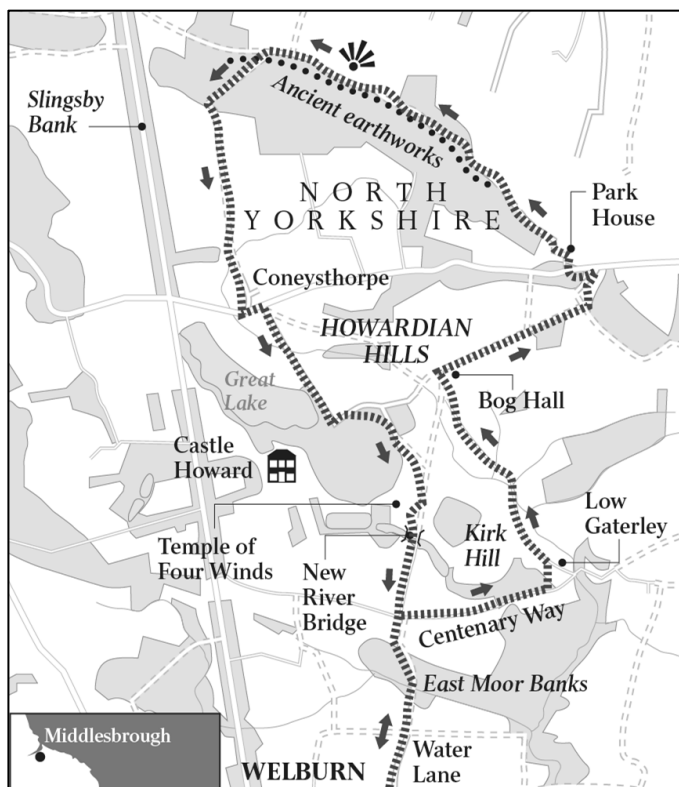 Ancient earthworks
Slingsby
Bank
NORTH
YORKSHIRE
Park
House
Coneysthorpe
HOWARDIAN
HILLS
Great
Lake
Bog Hall
Castle
Howard
Low
Gaterley
Kirk
Hill
Temple of
Four Winds
New
River
Bridge
Centenary Way
East Moor Banks
Middlesbrough
Water
Lane
WELBURN